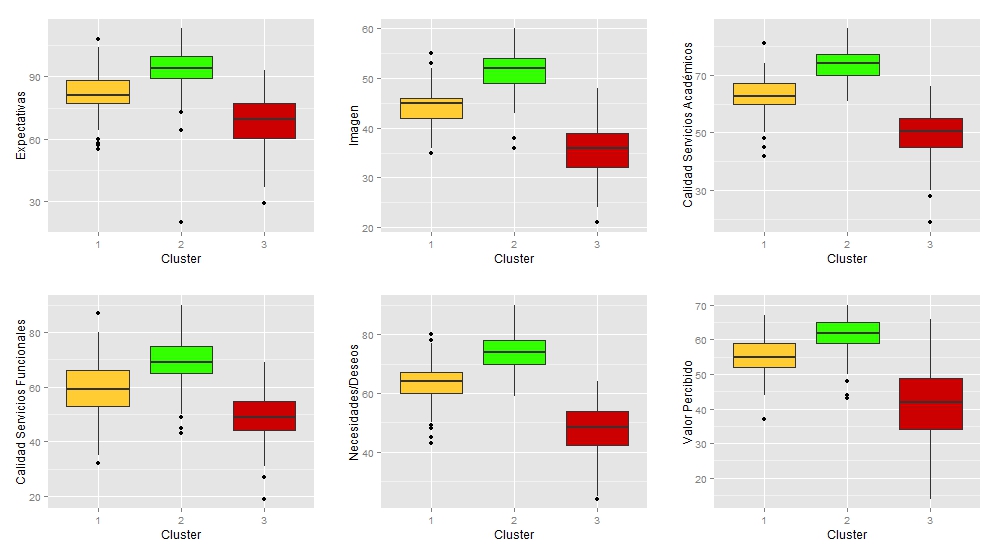 Expectativas
90
60
30
1 2 3
Cluster
Imagen
60
50
40
30
20
1 2 3
Cluster
Calidad Servicios Académicos
70
50
30
1 2 3
Cluster
Calidad Servicios Funcionales
80
60
40
20
1 2 3
Cluster
Necesidades/Deseos
80
60
40
1 2 3
Cluster
Valor Percibido
70
60
50
40
30
20
1 2 3
Cluster